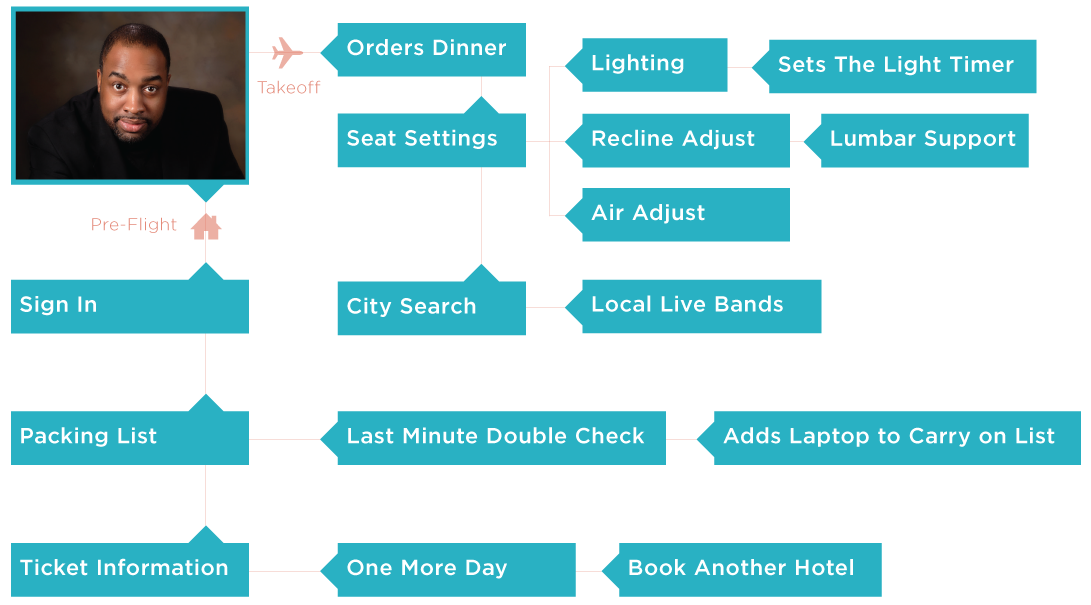 Takeoff
Orders Dinner
Lighting
Sets The Light Timer
Seat Settings
Recline Adjust
Lumbar Support
Air Adjust
Pre-Flight
Sign In
City Search
Local Live Bands
Packing List
Last Minute Double Check
Adds Laptop to Carry on List
Ticket Information
One More Day
Book Another Hotel